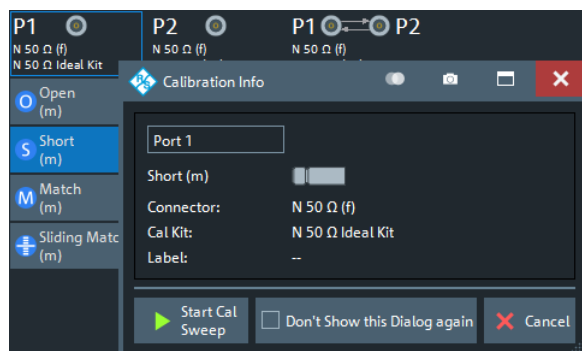 P1
P2
P1 P2
N 50 Ω (f)
N 50 Ω (f)
N 50 Ω (f)
N 50 Ω Ideal Kit
Calibration Info
O Open
(m)
S Short
(m)
M Match
(m)
Sliding Matc
(m)
Port 1
Short (m)
Connector: N 50 Ω (f)
Cal Kit: N 50 Ω Ideal Kit
Label: --
Start Cal
Sweep
Don't Show this Dialog again
Cancel